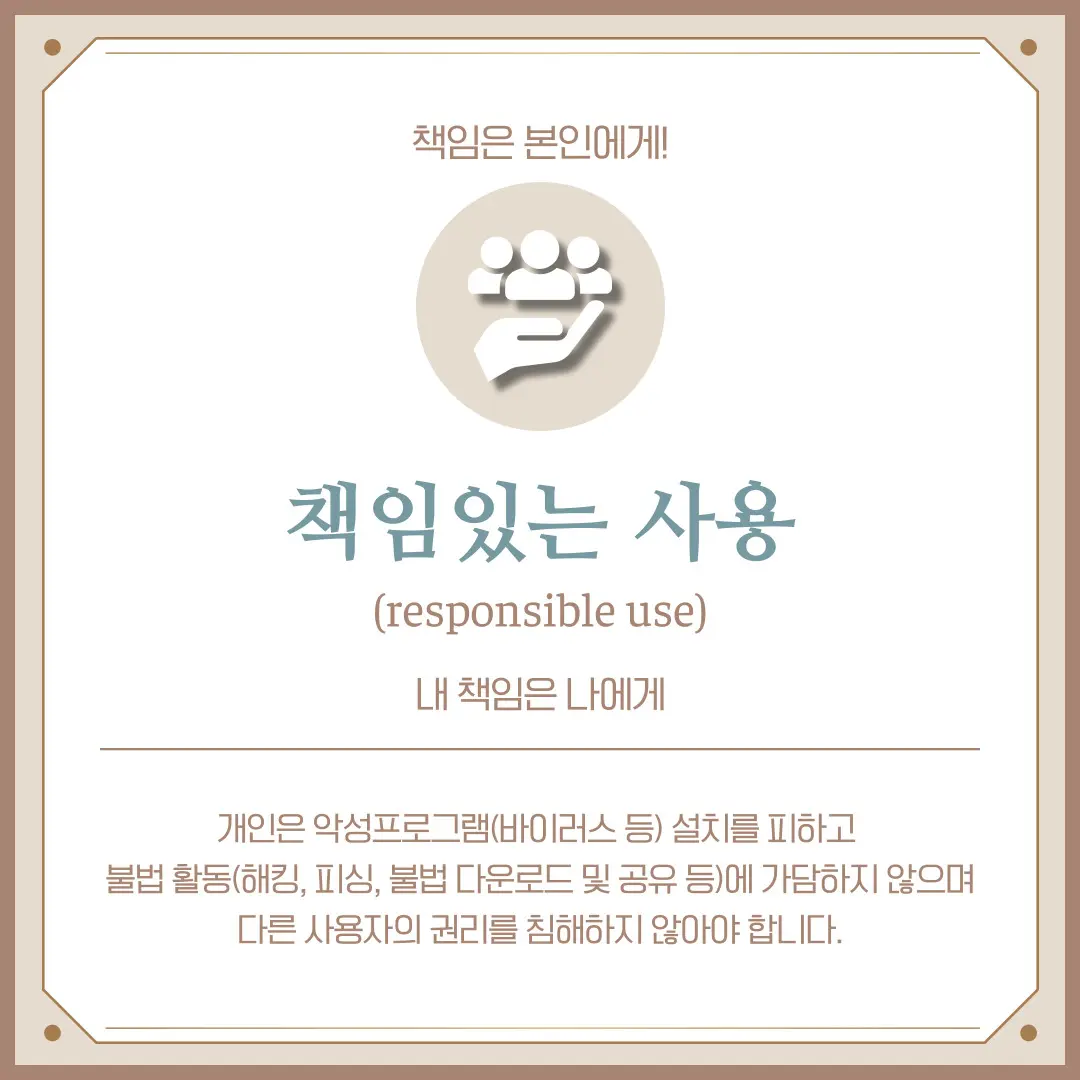 책임은 본인에게!
책임있는 사용
(responsible use)
내 책임은 나에게
개인은 악성프로그램(바이러스 등) 설치를 피하고
불법 활동(해킹, 피싱, 불법 다운로드 및 공유 등)에 가담하지 않으며
다른 사용자의 권리를 침해하지 않아야 합니다.